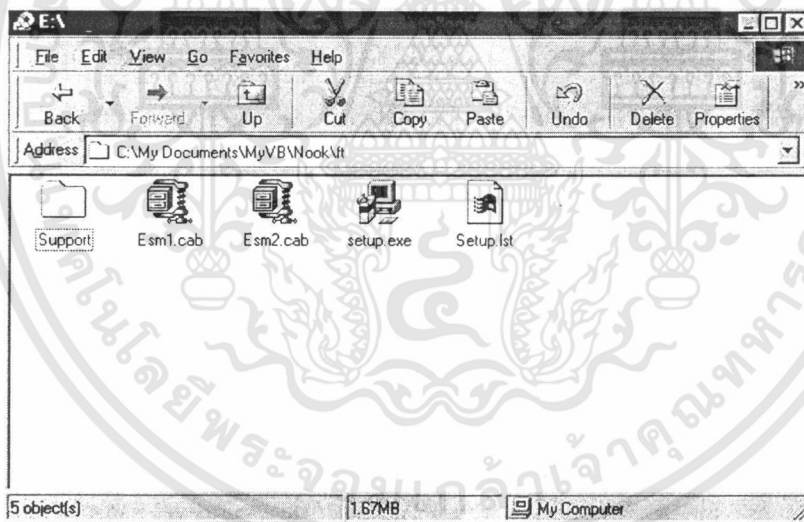 E:\
File Edit View Go Favorites Help
Back Forward Up Cut Copy Paste Undo Delete Properties »
Address C:\My Documents\MyVB\Nook\ft
Support Esm1.cab Esm2.cab setup.exe Setup.lst
5 object(s) 1.67MB My Computer